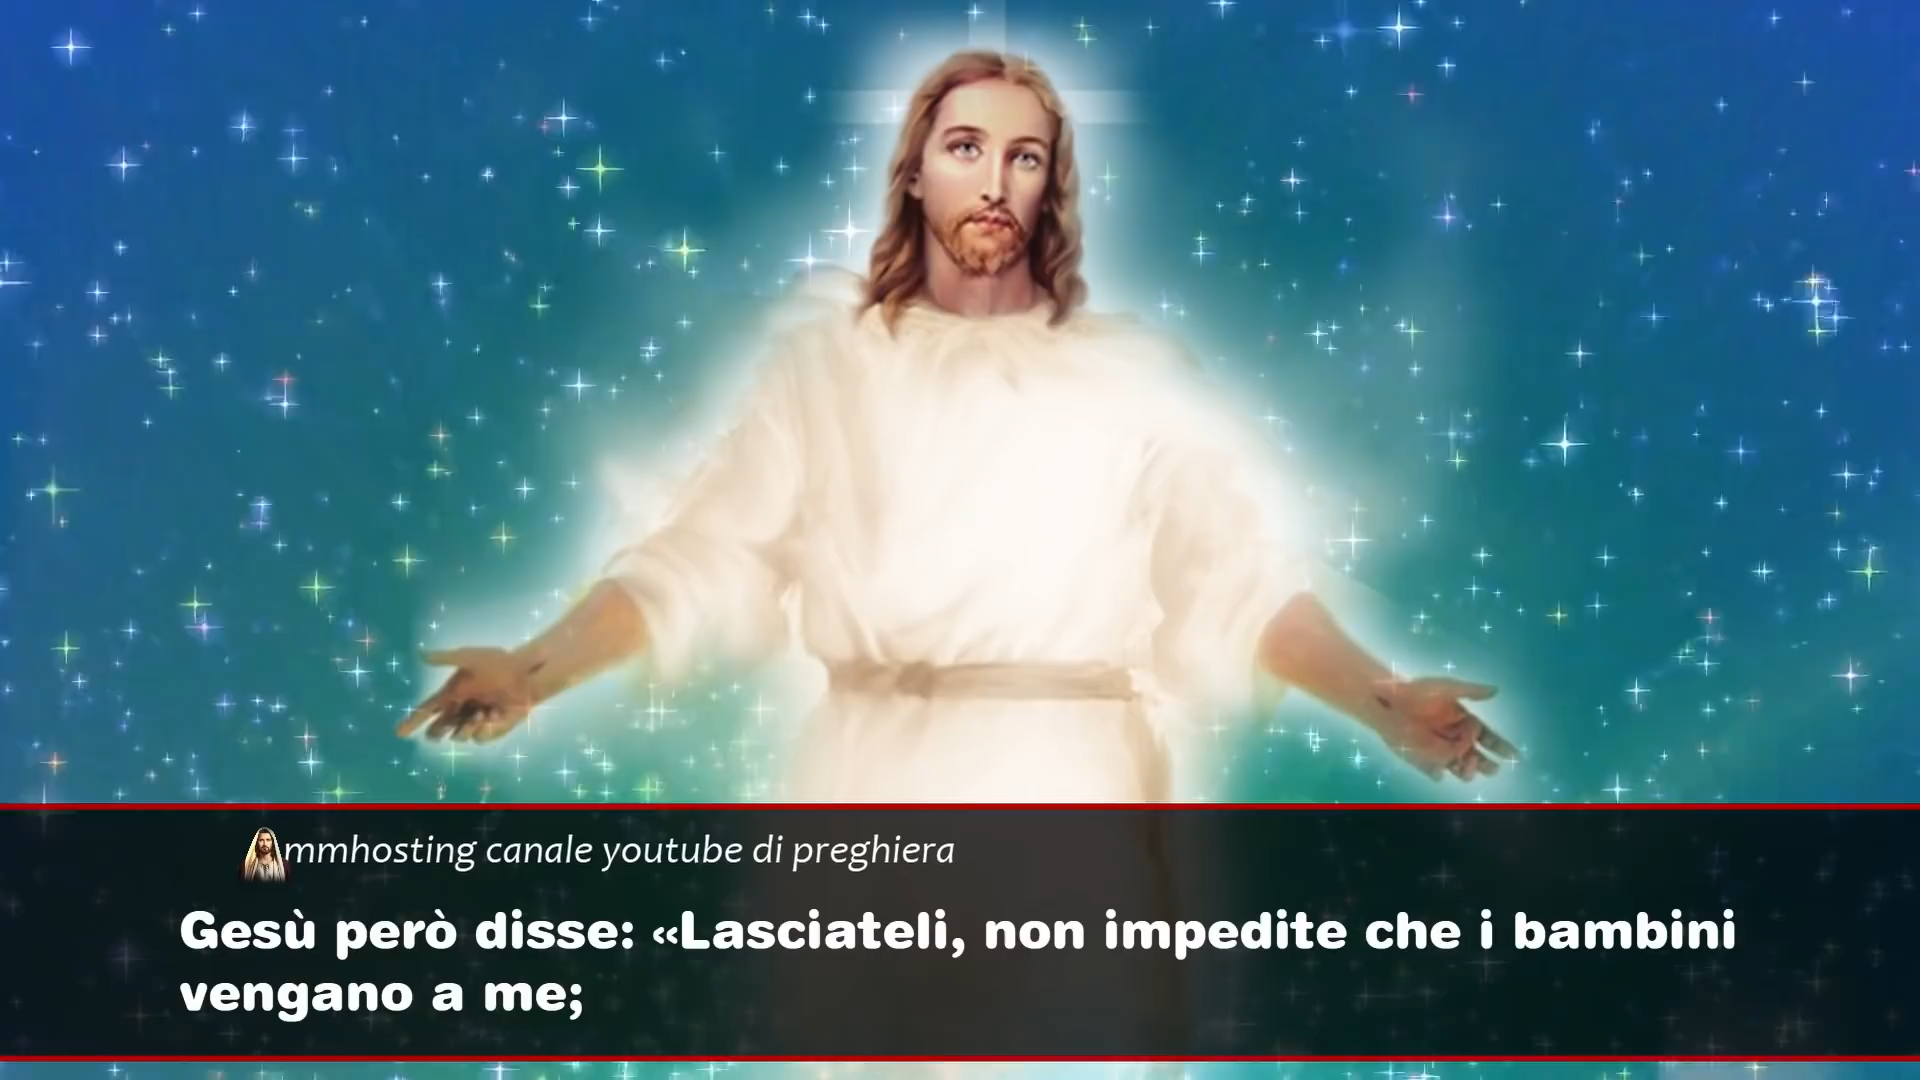 mmhosting canale youtube di preghiera
Gesù però disse: «Lasciateli, non impedite che i bambini
vengano a me;